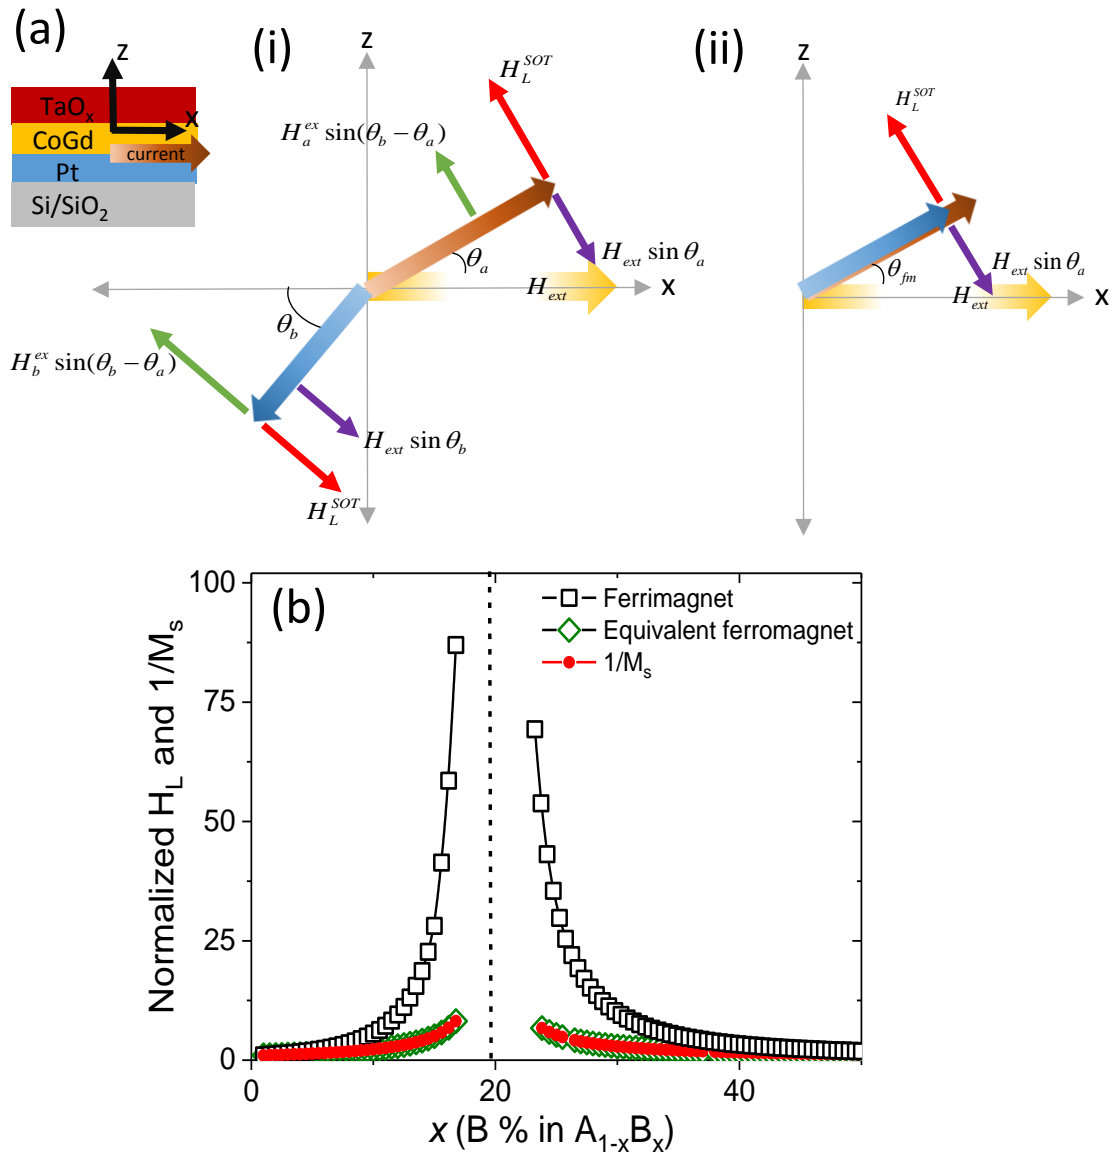 (a)
z
TaOx
x
CoGd
current
Pt
Si/SiO2
(i)
z
H_L^SOT
H_a^ex sin(θ_b − θ_a)
θ_a
H_ext sin θ_a
H_ext
x
θ_b
H_b^ex sin(θ_b − θ_a)
H_ext sin θ_b
H_L^SOT
(ii)
z
H_L^SOT
θ_fm
H_ext sin θ_a
H_ext
x
(b)
Ferrimagnet
Equivalent ferromagnet
1/Ms
100
75
50
25
0
Normalized H_L and 1/M_s
0 20 40
x (B % in A1-xBx)